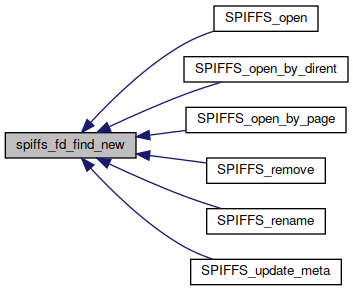 SPIFFS_open
SPIFFS_open_by_dirent
SPIFFS_open_by_page
spiffs_fd_find_new
SPIFFS_remove
SPIFFS_rename
SPIFFS_update_meta